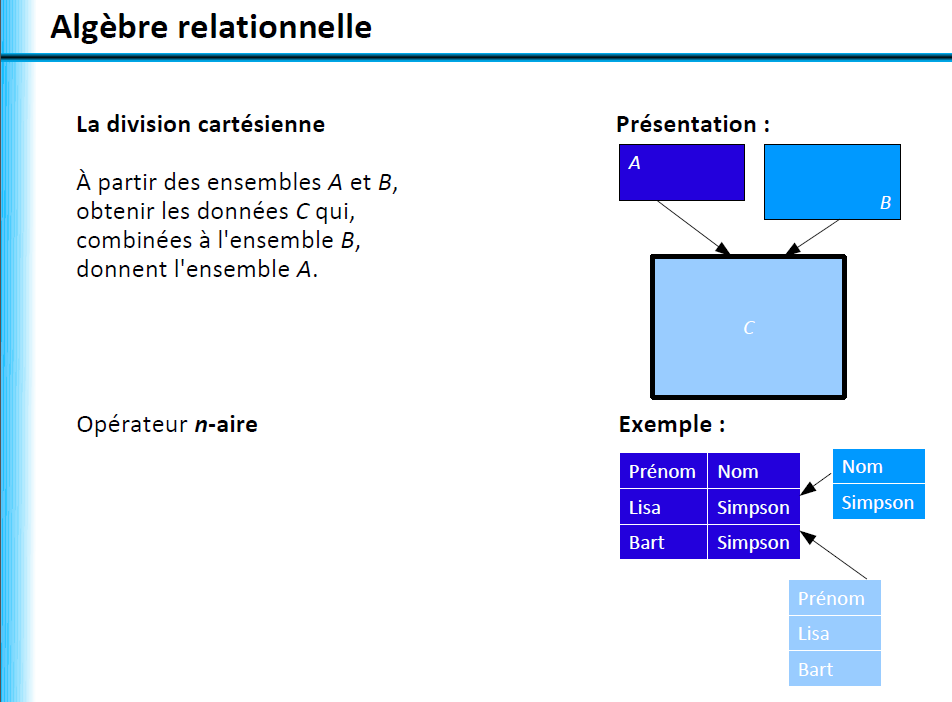 Algèbre relationnelle
La division cartésienne
À partir des ensembles A et B,
obtenir les données C qui,
combinées à l'ensemble B,
donnent l'ensemble A.
Opérateur n-aire
Présentation :
A
B
C
Exemple :
Prénom Nom
Lisa Simpson
Bart Simpson
Nom
Simpson
Prénom
Lisa
Bart